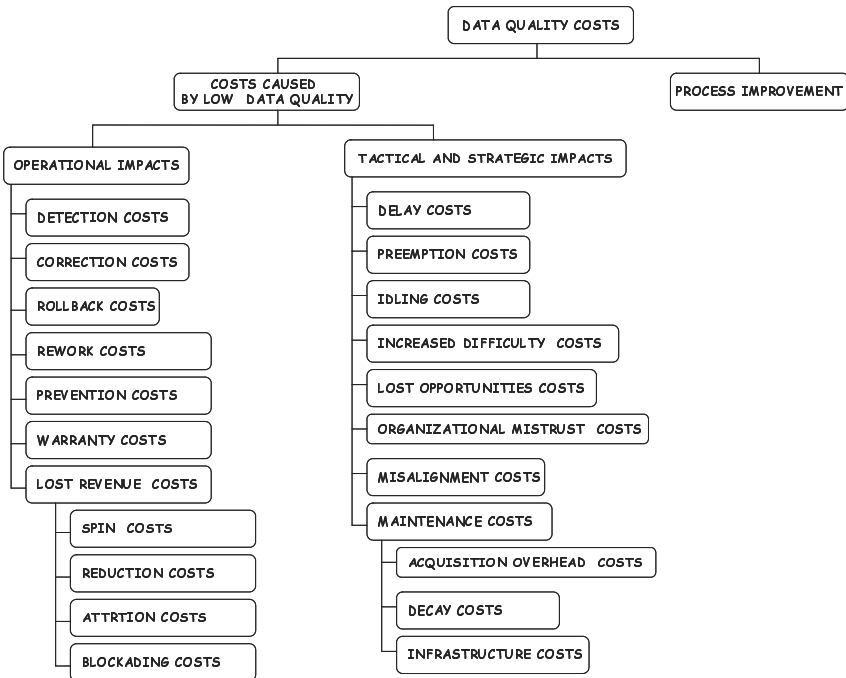 DATA QUALITY COSTS
COSTS CAUSED
BY LOW DATA QUALITY
PROCESS IMPROVEMENT
OPERATIONAL IMPACTS
DETECTION COSTS
CORRECTION COSTS
ROLLBACK COSTS
REWORK COSTS
PREVENTION COSTS
WARRANTY COSTS
LOST REVENUE COSTS
SPIN COSTS
REDUCTION COSTS
ATTRTION COSTS
BLOCKADING COSTS
TACTICAL AND STRATEGIC IMPACTS
DELAY COSTS
PREEMPTION COSTS
IDLING COSTS
INCREASED DIFFICULTY COSTS
LOST OPPORTUNITIES COSTS
ORGANIZATIONAL MISTRUST COSTS
MISALIGNMENT COSTS
MAINTENANCE COSTS
ACQUISITION OVERHEAD COSTS
DECAY COSTS
INFRASTRUCTURE COSTS